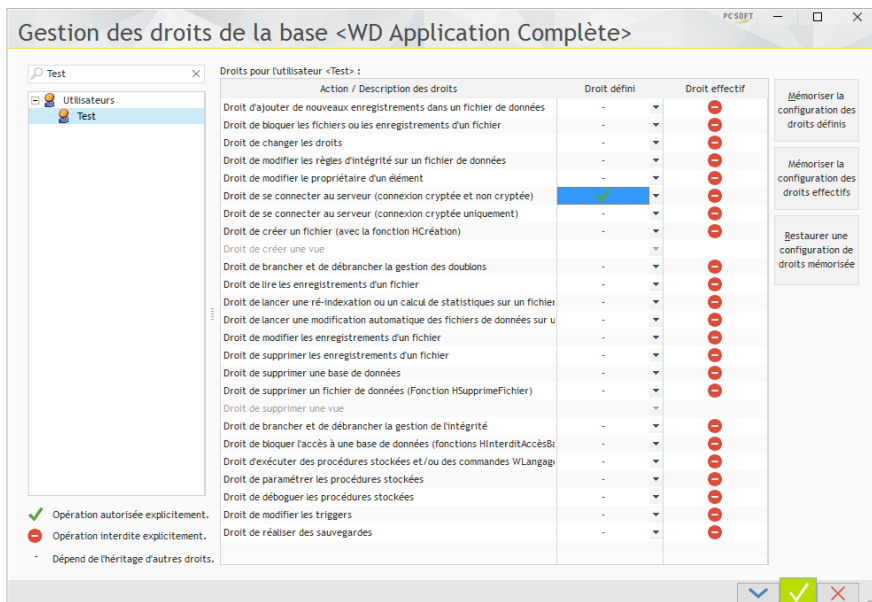 PC SOFT
Gestion des droits de la base <WD Application Complète>
Test
Droits pour l'utilisateur <Test> :
Utilisateurs
Test
Action / Description des droits Droit défini Droit effectif
Droit d'ajouter de nouveaux enregistrements dans un fichier de données -
Droit de bloquer les fichiers ou les enregistrements d'un fichier -
Droit de changer les droits -
Droit de modifier les règles d'intégrité sur un fichier de données -
Droit de modifier le propriétaire d'un élément -
Droit de se connecter au serveur (connexion cryptée et non cryptée)
Droit de se connecter au serveur (connexion cryptée uniquement) -
Droit de créer un fichier (avec la fonction HCréation) -
Droit de créer une vue
Droit de brancher et de débrancher la gestion des doublons -
Droit de lire les enregistrements d'un fichier -
Droit de lancer une ré-indexation ou un calcul de statistiques sur un fichier -
Droit de lancer une modification automatique des fichiers de données sur u -
Droit de modifier les enregistrements d'un fichier -
Droit de supprimer les enregistrements d'un fichier -
Droit de supprimer une base de données -
Droit de supprimer un fichier de données (Fonction HSupprimeFichier) -
Droit de supprimer une vue
Droit de brancher et de débrancher la gestion de l'intégrité -
Droit de bloquer l'accès à une base de données (fonctions HInterditAccèsBa -
Droit d'exécuter des procédures stockées et/ou des commandes WLangage -
Droit de paramétrer les procédures stockées -
Droit de déboguer les procédures stockées -
Droit de modifier les triggers -
Droit de réaliser des sauvegardes -
Mémoriser la
configuration des
droits définis
Mémoriser la
configuration des
droits effectifs
Restaurer une
configuration de
droits mémorisée
Opération autorisée explicitement.
Opération interdite explicitement.
- Dépend de l'héritage d'autres droits.